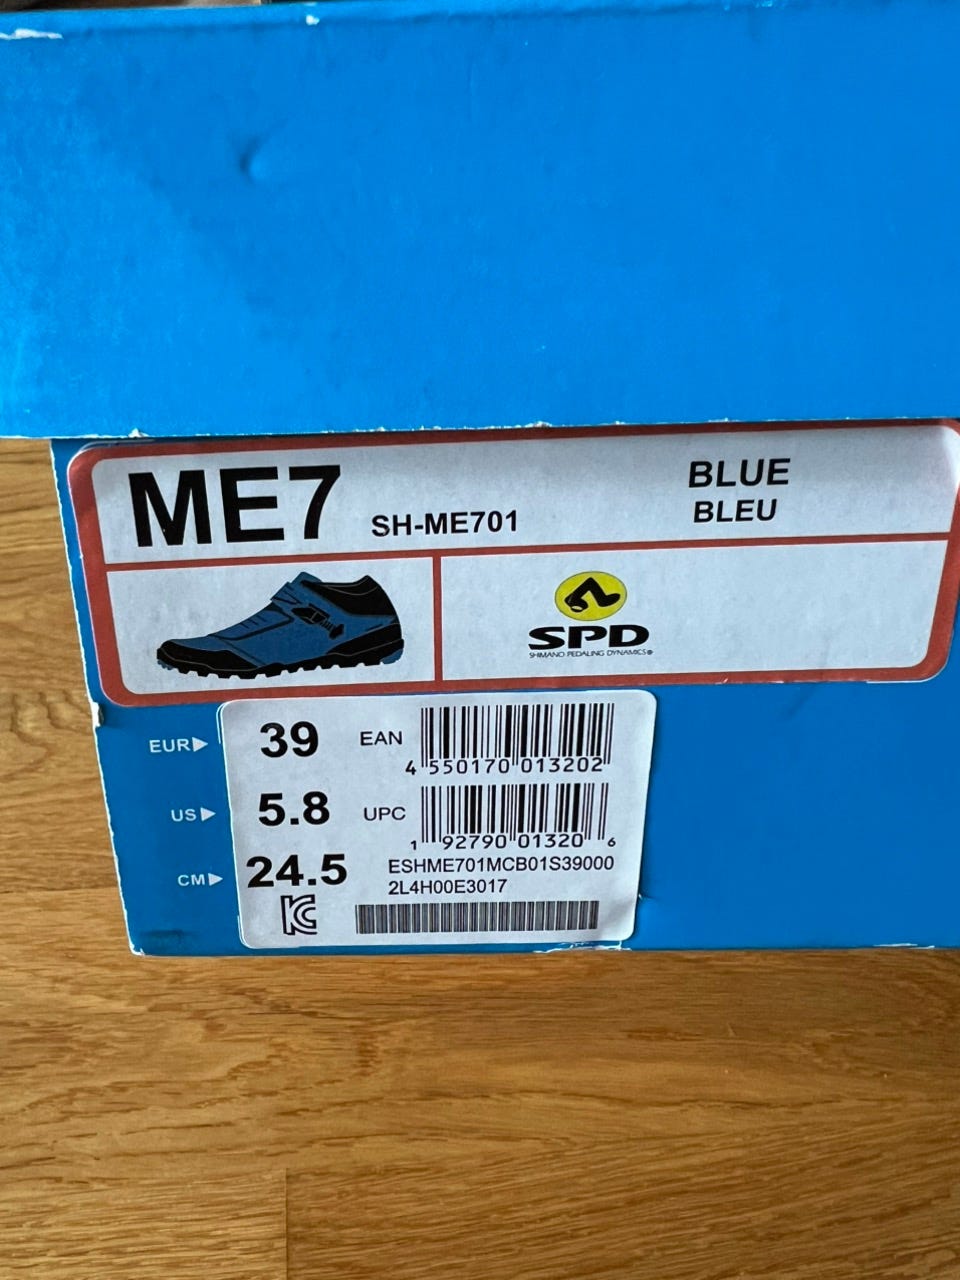 ME7 SH-ME701
BLUE
BLEU
SPD
SHIMANO PEDALING DYNAMICS®
EUR▶ 39 EAN
4 550170 013202
US▶ 5.8 UPC
1 92790 01320 6
CM▶ 24.5 ESHME701MCB01S39000
2L4H00E3017
KC